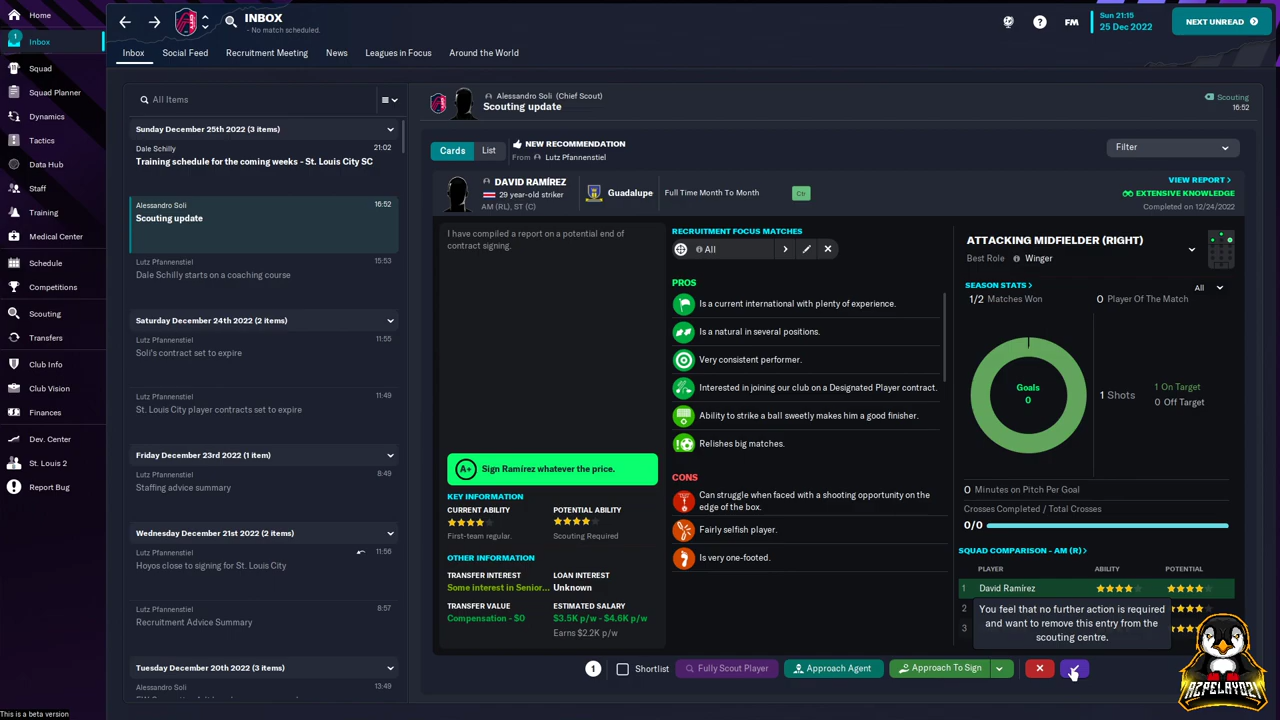 Home
1
Inbox
Squad
Squad Planner
Dynamics
Tactics
Data Hub
Staff
Training
Medical Center
Schedule
Competitions
Scouting
Transfers
Club Info
Club Vision
Finances
Dev. Center
St. Louis 2
Report Bug
This is a beta version
INBOX
- No match scheduled.
FM
Sun 21:15
25 Dec 2022
NEXT UNREAD
Inbox
Social Feed
Recruitment Meeting
News
Leagues in Focus
Around the World
All Items
Sunday December 25th 2022 (3 items)
Dale Schilly 21:02
Training schedule for the coming weeks - St. Louis City SC
Alessandro Soli 16:52
Scouting update
Lutz Pfannenstiel 15:53
Dale Schilly starts on a coaching course
Saturday December 24th 2022 (2 items)
Lutz Pfannenstiel 11:55
Soli's contract set to expire
Lutz Pfannenstiel 11:49
St. Louis City player contracts set to expire
Friday December 23rd 2022 (1 item)
Lutz Pfannenstiel 8:49
Staffing advice summary
Wednesday December 21st 2022 (2 items)
Lutz Pfannenstiel 11:56
Hoyos close to signing for St. Louis City
Lutz Pfannenstiel 8:57
Recruitment Advice Summary
Tuesday December 20th 2022 (3 items)
Alessandro Soli 13:49
Alessandro Soli (Chief Scout)
Scouting update
Scouting
16:52
Cards
List
NEW RECOMMENDATION
From Lutz Pfannenstiel
Filter
DAVID RAMÍREZ
29 year-old striker
AM (RL), ST (C)
Guadalupe
Full Time Month To Month
Ctr
VIEW REPORT
EXTENSIVE KNOWLEDGE
Completed on 12/24/2022
I have compiled a report on a potential end of
contract signing.
A+ Sign Ramírez whatever the price.
KEY INFORMATION
CURRENT ABILITY
POTENTIAL ABILITY
First-team regular.
Scouting Required
OTHER INFORMATION
TRANSFER INTEREST
LOAN INTEREST
Some interest in Senior...
Unknown
TRANSFER VALUE
ESTIMATED SALARY
Compensation - $0
$3.5K p/w - $4.6K p/w
Earns $2.2K p/w
RECRUITMENT FOCUS MATCHES
All
PROS
Is a current international with plenty of experience.
Is a natural in several positions.
Very consistent performer.
Interested in joining our club on a Designated Player contract.
Ability to strike a ball sweetly makes him a good finisher.
Relishes big matches.
CONS
Can struggle when faced with a shooting opportunity on the
edge of the box.
Fairly selfish player.
Is very one-footed.
ATTACKING MIDFIELDER (RIGHT)
Best Role Winger
SEASON STATS
All
1/2 Matches Won
0 Player Of The Match
Goals
0
1 Shots
1 On Target
0 Off Target
0 Minutes on Pitch Per Goal
Crosses Completed / Total Crosses
0/0
SQUAD COMPARISON - AM (R)
PLAYER ABILITY POTENTIAL
1 David Ramírez
2
3
You feel that no further action is required
and want to remove this entry from the
scouting centre.
1
Shortlist
Fully Scout Player
Approach Agent
Approach To Sign
ACPELAYO21